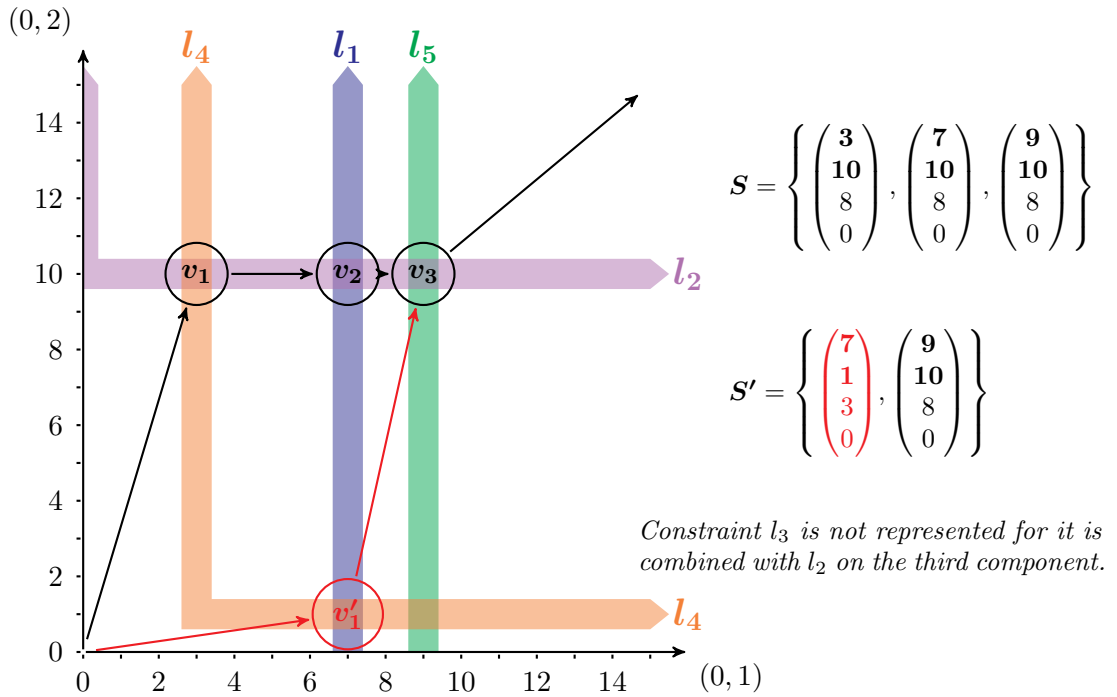 (0, 2)
l4 l1 l5
14
12
10
8
6
4
2
0
v1 v2 v3
l2
v′1
l4
0 2 4 6 8 10 12 14
(0, 1)
S = { (3 10 8 0), (7 10 8 0), (9 10 8 0) }
S′ = { (7 1 3 0), (9 10 8 0) }
Constraint l3 is not represented for it is
combined with l2 on the third component.